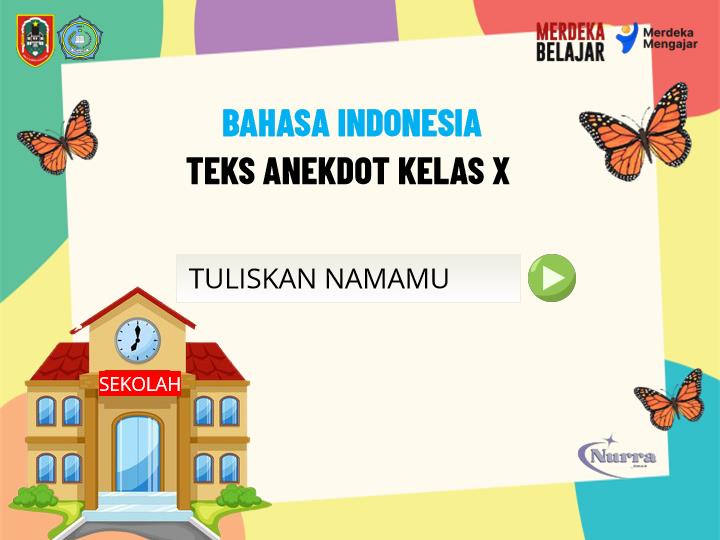 MERDEKA
BELAJAR
Merdeka
Mengajar
BAHASA INDONESIA
TEKS ANEKDOT KELAS X
TULISKAN NAMAMU
SEKOLAH
Nurra